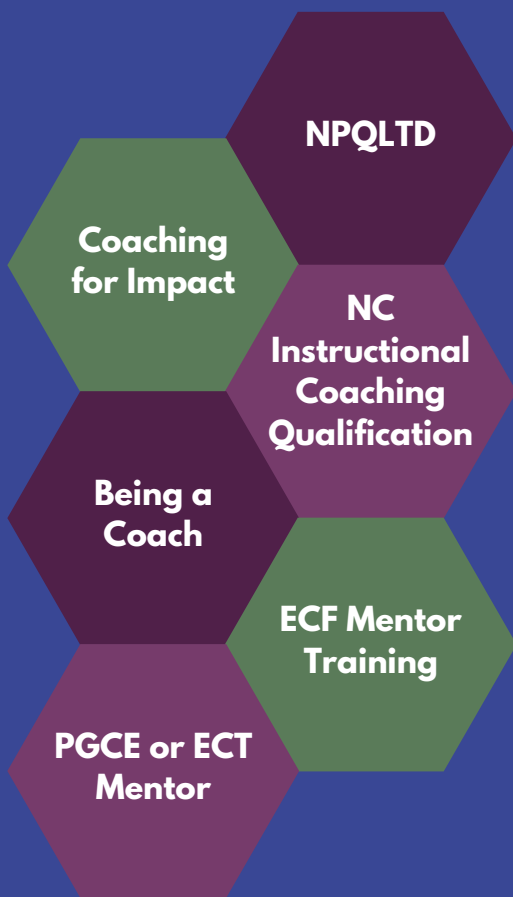 NPQLTD
Coaching
for Impact
NC
Instructional
Coaching
Qualification
Being a
Coach
ECF Mentor
Training
PGCE or ECT
Mentor